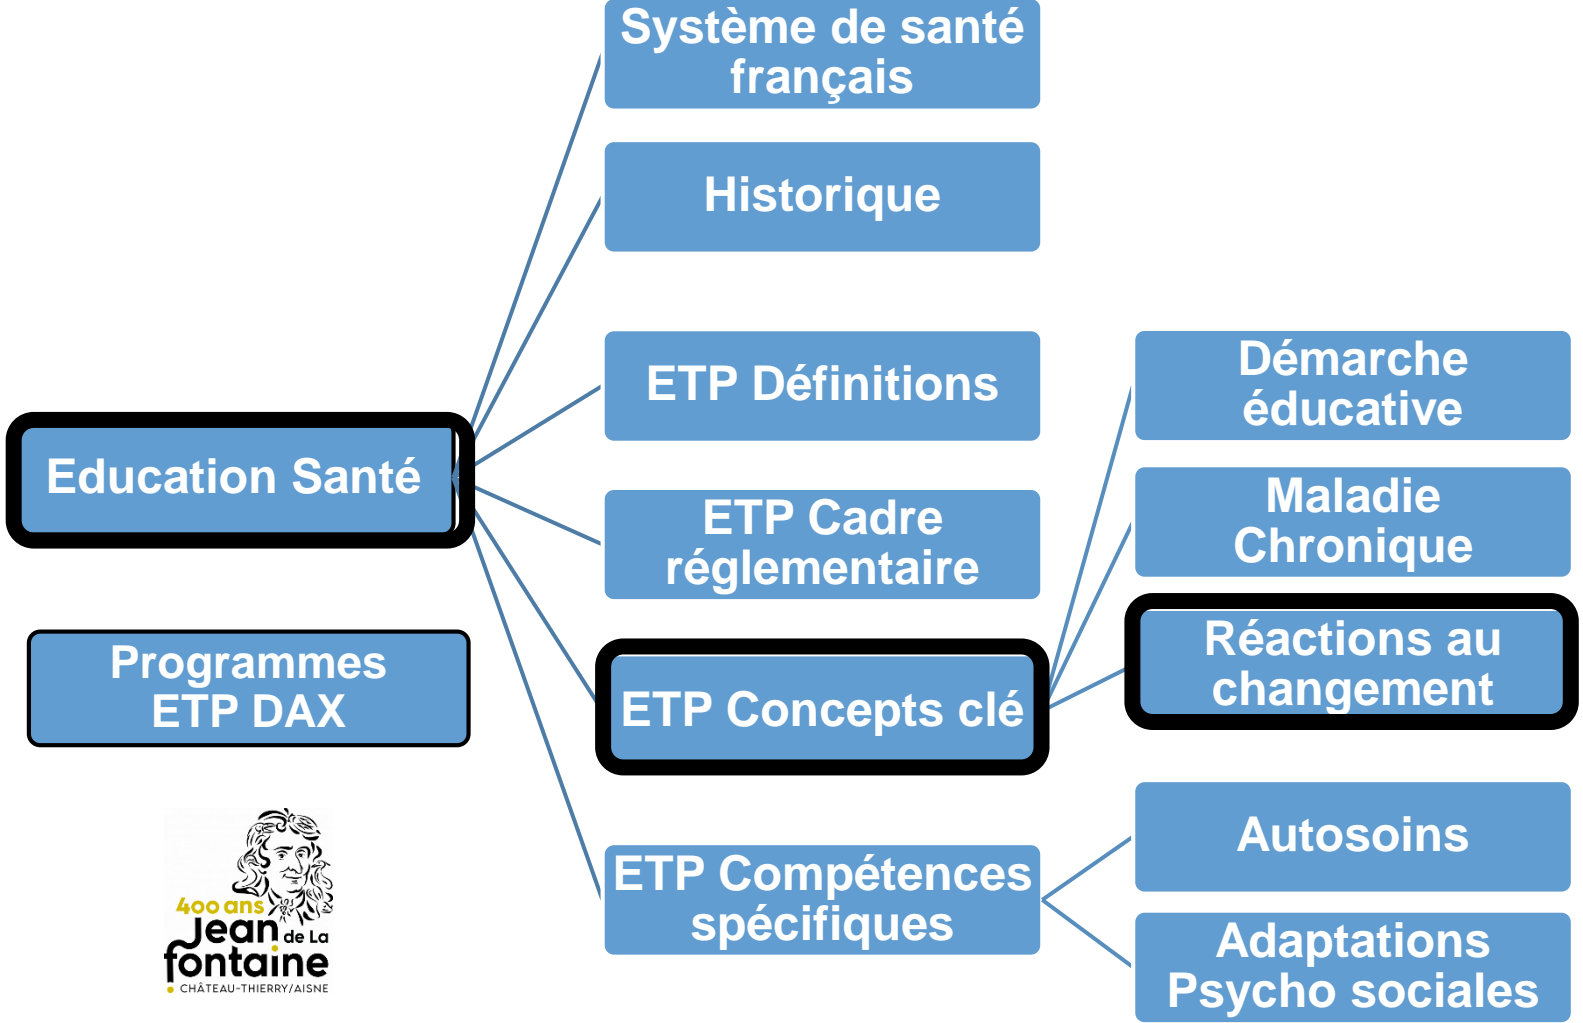 Système de santé
français
Historique
ETP Définitions
Démarche
éducative
Education Santé
Maladie
Chronique
ETP Cadre
réglementaire
Réactions au
changement
Programmes
ETP DAX
ETP Concepts clé
Autosoins
ETP Compétences
spécifiques
Adaptations
Psycho sociales
400 ans
Jean de La
fontaine
CHÂTEAU-THIERRY/AISNE